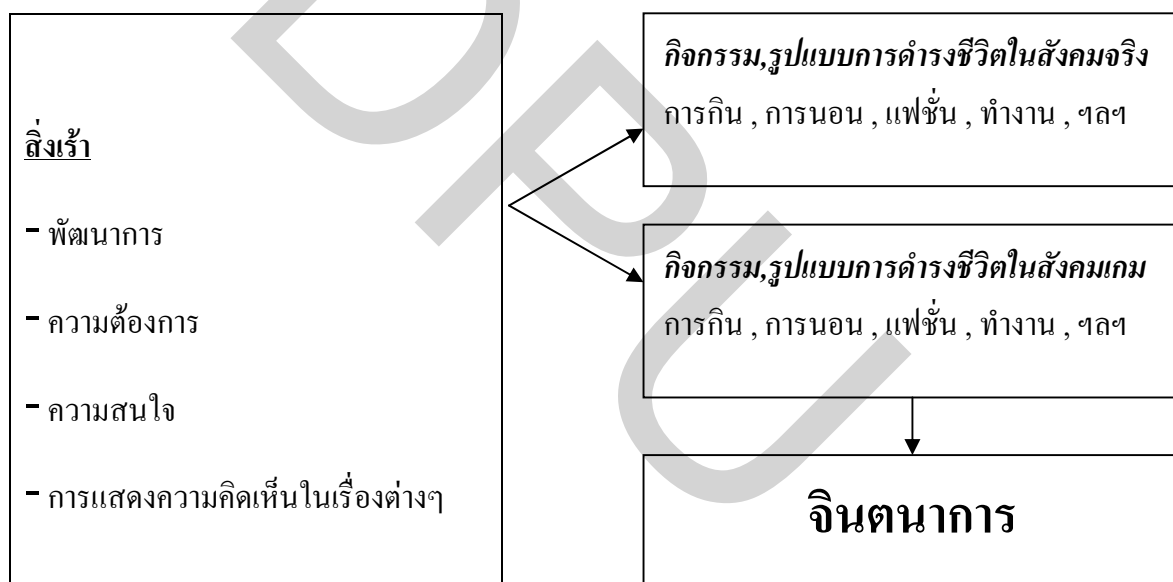 สิ่งเร้า
- พัฒนาการ
- ความต้องการ
- ความสนใจ
- การแสดงความคิดเห็นในเรื่องต่างๆ
กิจกรรม,รูปแบบการดำรงชีวิตในสังคมจริง
การกิน , การนอน , แฟชั่น , ทำงาน , ฯลฯ
กิจกรรม,รูปแบบการดำรงชีวิตในสังคมเกม
การกิน , การนอน , แฟชั่น , ทำงาน , ฯลฯ
จินตนาการ
DPU